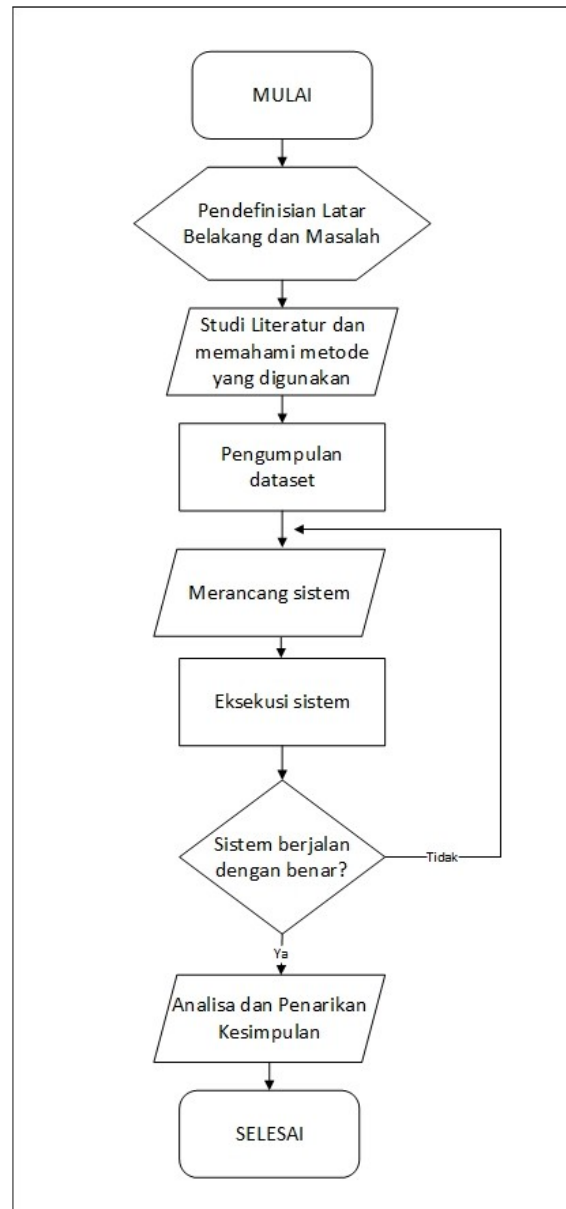 MULAI
Pendefinisian Latar
Belakang dan Masalah
Studi Literatur dan
memahami metode
yang digunakan
Pengumpulan
dataset
Merancang sistem
Eksekusi sistem
Sistem berjalan
dengan benar?
Tidak
Ya
Analisa dan Penarikan
Kesimpulan
SELESAI